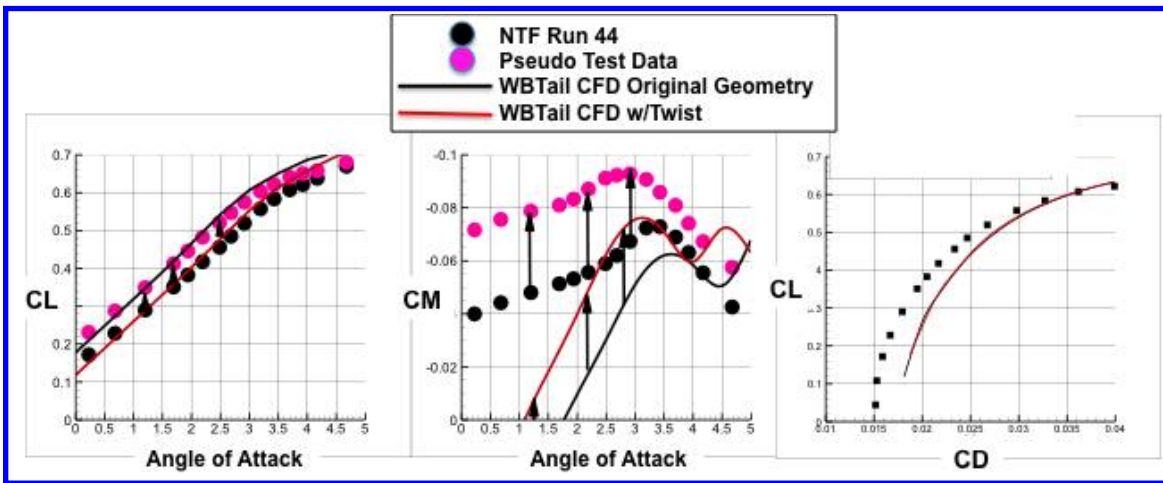 NTF Run 44
Pseudo Test Data
WBTail CFD Original Geometry
WBTail CFD w/Twist
0.7
0.6
0.5
0.4
CL
0.2
0.1
0
0 0.5 1 1.5 2 2.5 3 3.5 4 4.5 5
Angle of Attack
-0.1
-0.08
-0.06
CM
-0.02
0
0 0.5 1 1.5 2 2.5 3 3.5 4 4.5 5
Angle of Attack
0.7
0.6
0.5
0.4
CL
0.3
0.2
0.1
0
0.01 0.015 0.02 0.025 0.03 0.035 0.04
CD